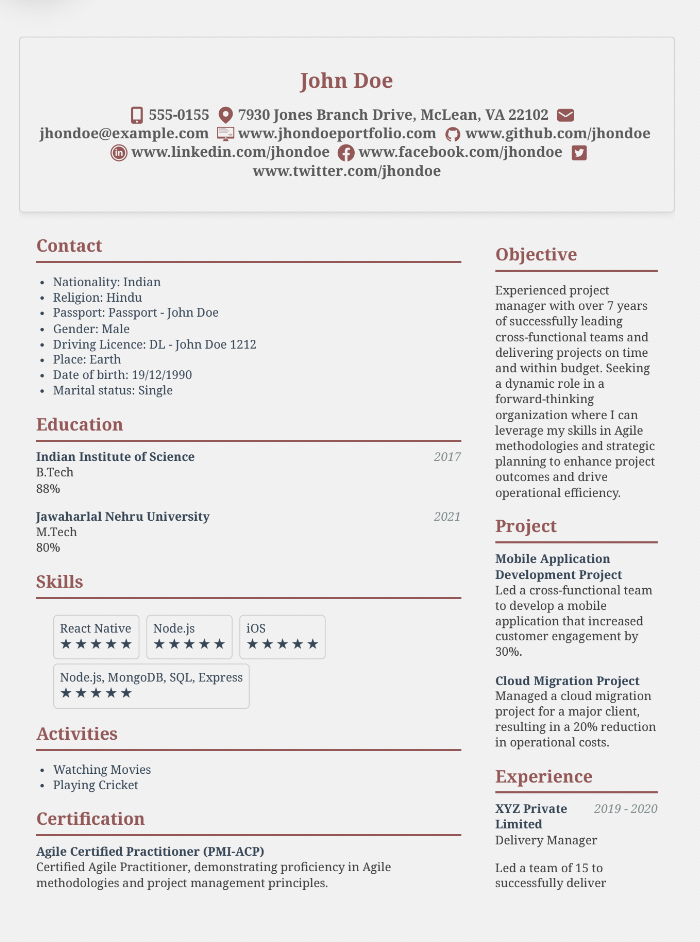 John Doe
555-0155 7930 Jones Branch Drive, McLean, VA 22102
jhondoe@example.com www.jhondoeportfolio.com www.github.com/jhondoe
www.linkedin.com/jhondoe www.facebook.com/jhondoe
www.twitter.com/jhondoe
Contact
• Nationality: Indian
• Religion: Hindu
• Passport: Passport - John Doe
• Gender: Male
• Driving Licence: DL - John Doe 1212
• Place: Earth
• Date of birth: 19/12/1990
• Marital status: Single
Education
Indian Institute of Science 2017
B.Tech
88%
Jawaharlal Nehru University 2021
M.Tech
80%
Skills
React Native Node.js iOS
★★★★★ ★★★★★ ★★★★★
Node.js, MongoDB, SQL, Express
★★★★★
Activities
• Watching Movies
• Playing Cricket
Certification
Agile Certified Practitioner (PMI-ACP)
Certified Agile Practitioner, demonstrating proficiency in Agile
methodologies and project management principles.
Objective
Experienced project
manager with over 7 years
of successfully leading
cross-functional teams and
delivering projects on time
and within budget. Seeking
a dynamic role in a
forward-thinking
organization where I can
leverage my skills in Agile
methodologies and strategic
planning to enhance project
outcomes and drive
operational efficiency.
Project
Mobile Application
Development Project
Led a cross-functional team
to develop a mobile
application that increased
customer engagement by
30%.
Cloud Migration Project
Managed a cloud migration
project for a major client,
resulting in a 20% reduction
in operational costs.
Experience
XYZ Private 2019 - 2020
Limited
Delivery Manager
Led a team of 15 to
successfully deliver